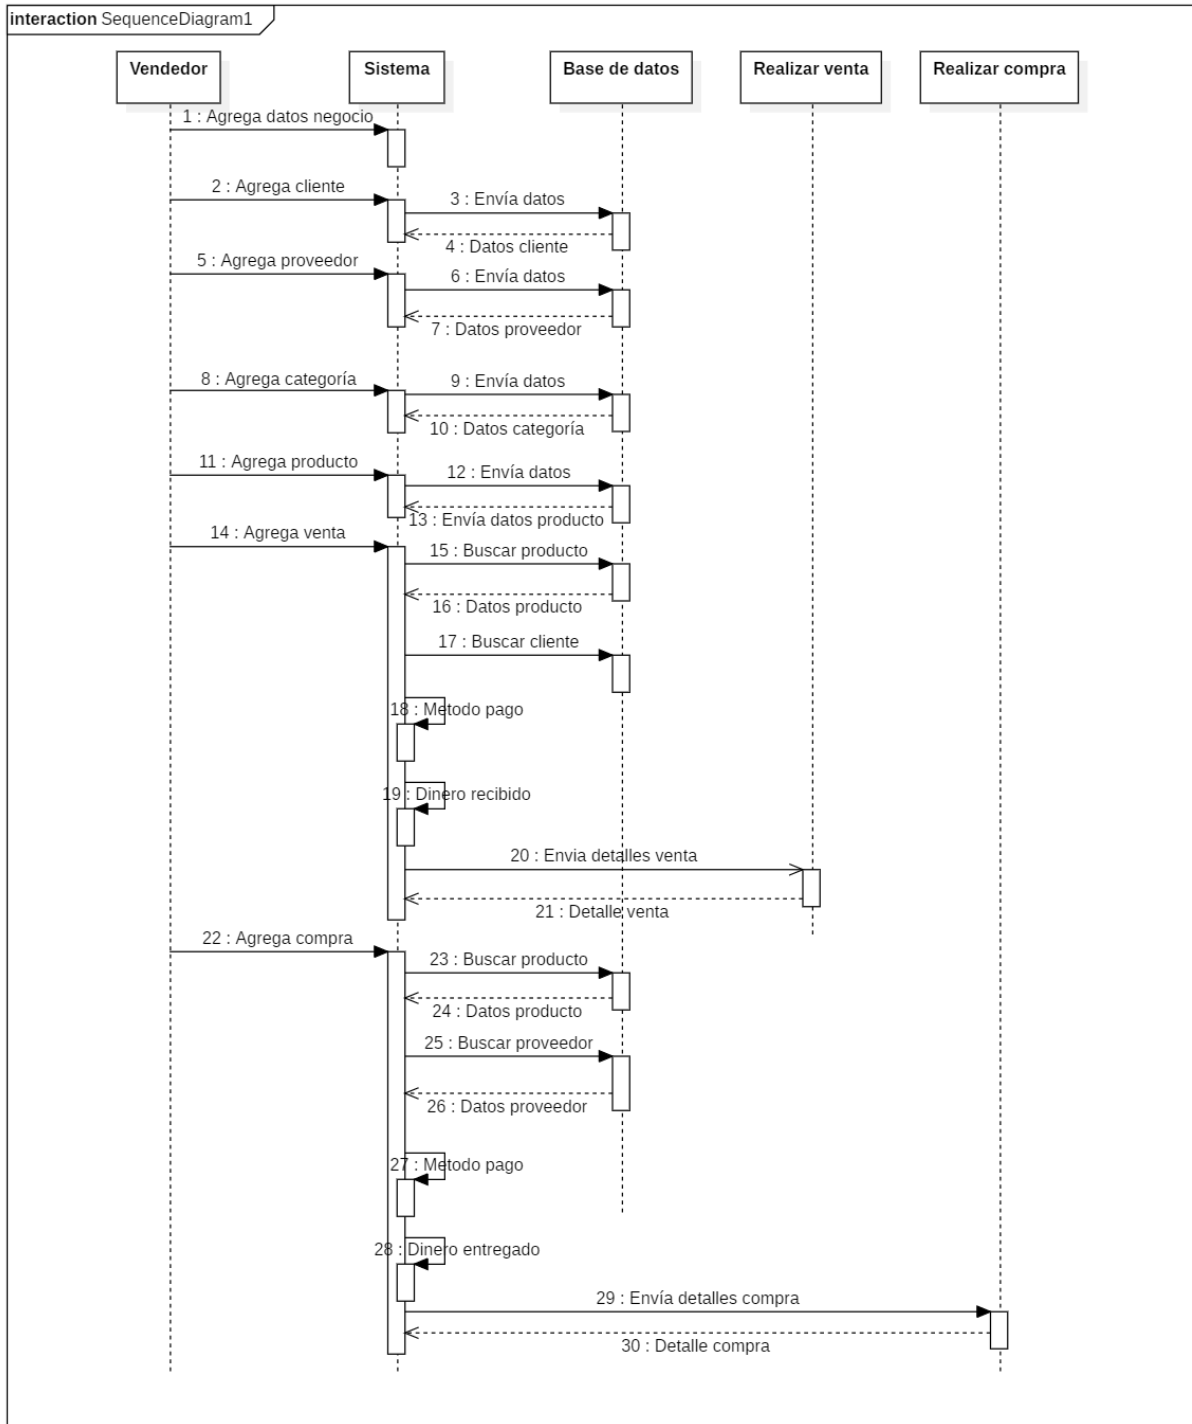 interaction SequenceDiagram1
Vendedor
Sistema
Base de datos
Realizar venta
Realizar compra
1 : Agrega datos negocio
2 : Agrega cliente
3 : Envía datos
4 : Datos cliente
5 : Agrega proveedor
6 : Envía datos
7 : Datos proveedor
8 : Agrega categoría
9 : Envía datos
10 : Datos categoría
11 : Agrega producto
12 : Envía datos
13 : Envía datos producto
14 : Agrega venta
15 : Buscar producto
16 : Datos producto
17 : Buscar cliente
18 : Metodo pago
19 : Dinero recibido
20 : Envia detalles venta
21 : Detalle venta
22 : Agrega compra
23 : Buscar producto
24 : Datos producto
25 : Buscar proveedor
26 : Datos proveedor
27 : Metodo pago
28 : Dinero entregado
29 : Envía detalles compra
30 : Detalle compra